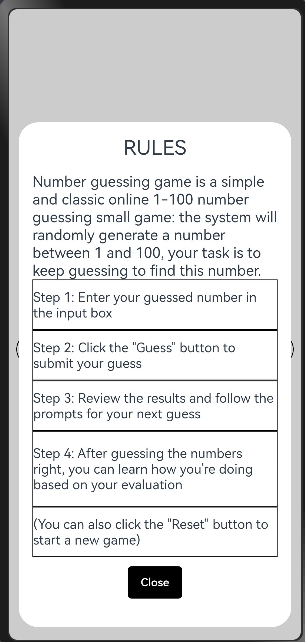 RULES
Number guessing game is a simple
and classic online 1-100 number
guessing small game: the system will
randomly generate a number
between 1 and 100, your task is to
keep guessing to find this number.
Step 1: Enter your guessed number in
the input box
Step 2: Click the "Guess" button to
submit your guess
Step 3: Review the results and follow the
prompts for your next guess
Step 4: After guessing the numbers
right, you can learn how you're doing
based on your evaluation
(You can also click the "Reset" button to
start a new game)
Close